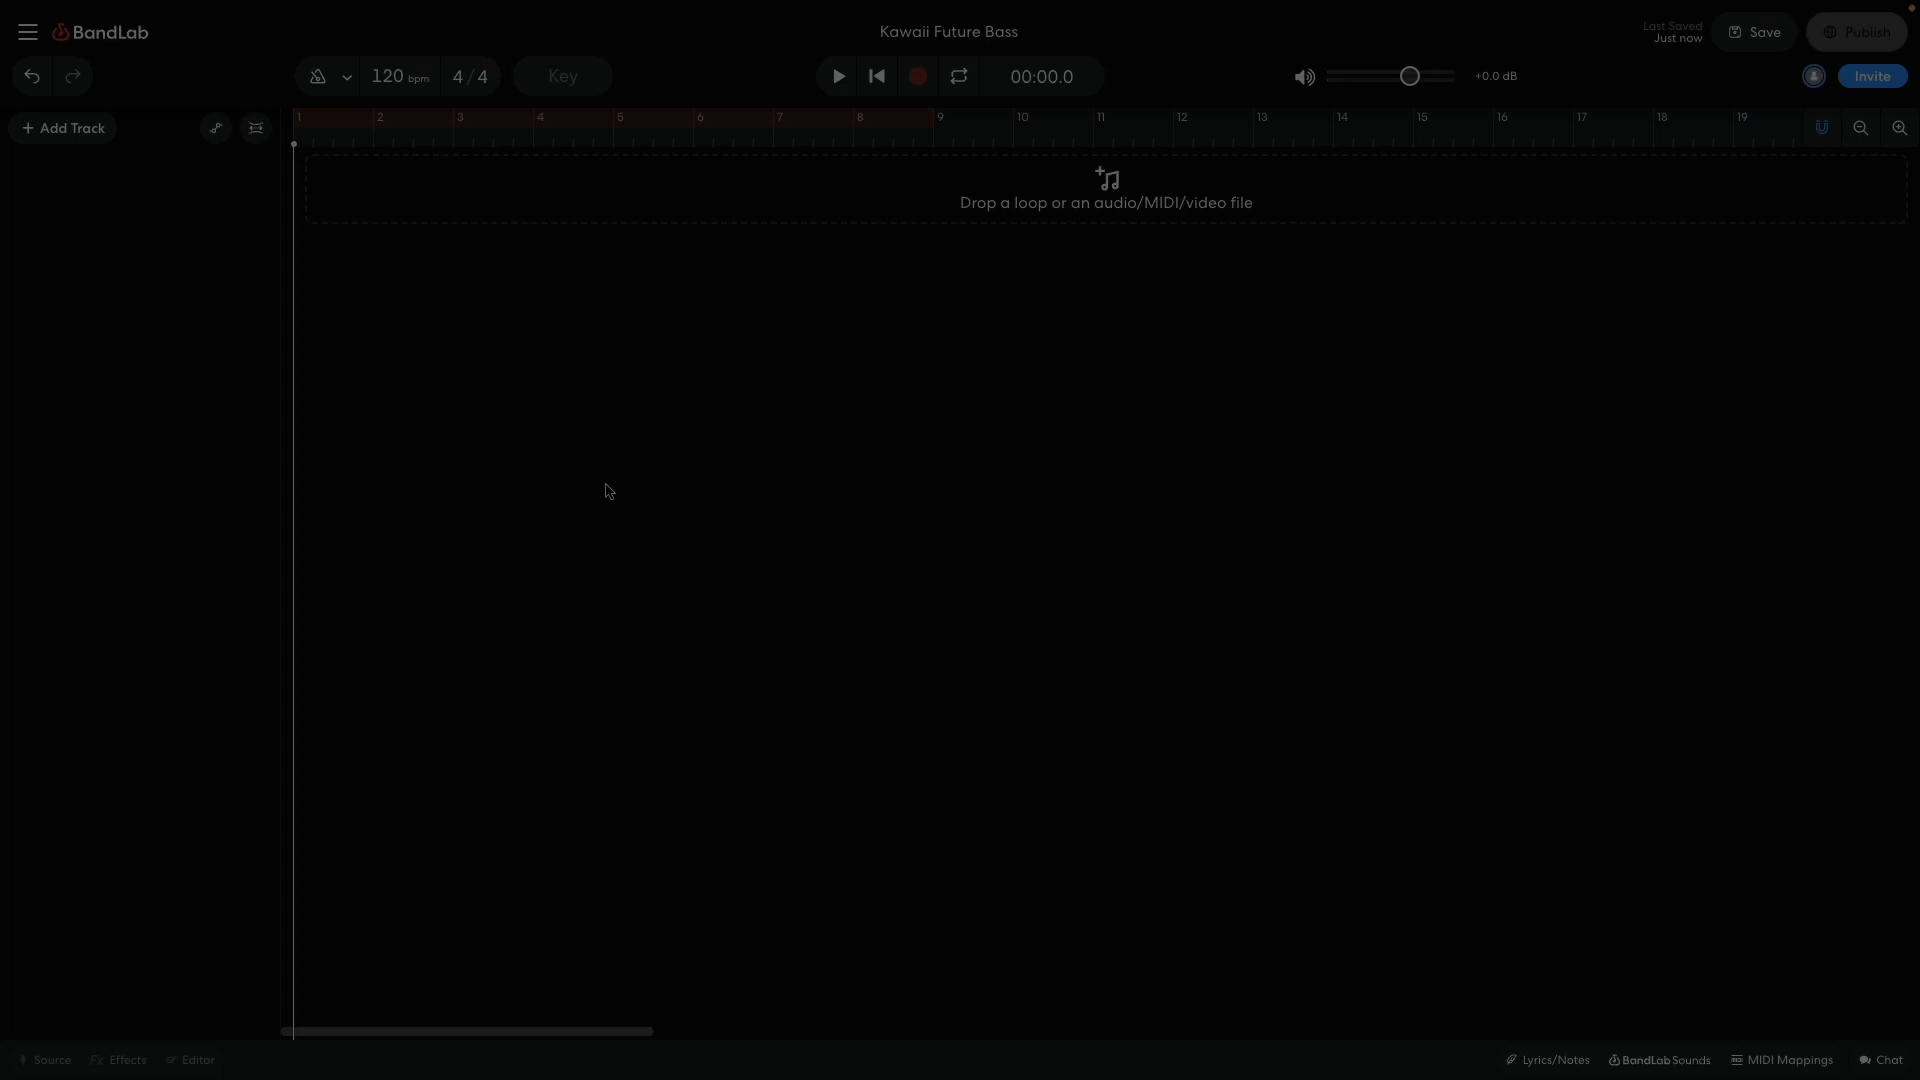 BandLab
Kawaii Future Bass
Last Saved
Just now
Save
Publish
120 bpm
4/4
Key
00:00.0
+0.0 dB
Invite
+ Add Track
1 2 3 4 5 6 7 8 9 10 11 12 13 14 15 16 17 18 19
Drop a loop or an audio/MIDI/video file
Source
Fx Effects
Editor
Lyrics/Notes
BandLab Sounds
MIDI Mappings
Chat